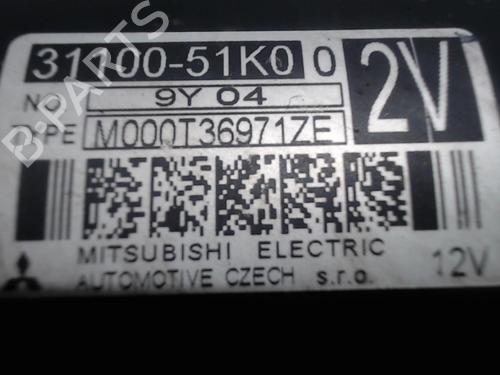 31100-51K0 0
2V
NO. 9Y 04
TYPE M000T36971ZE
MITSUBISHI ELECTRIC
AUTOMOTIVE CZECH s.r.o.
12V
B-PARTS